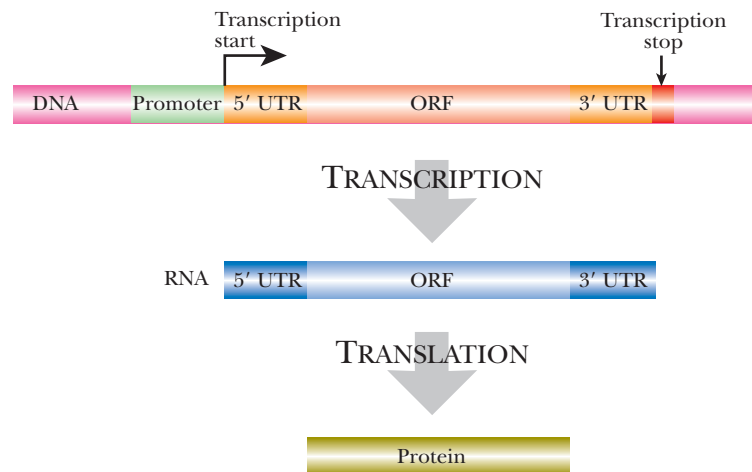 Transcription
start
Transcription
stop
DNA Promoter 5′ UTR ORF 3′ UTR
TRANSCRIPTION
RNA 5′ UTR ORF 3′ UTR
TRANSLATION
Protein